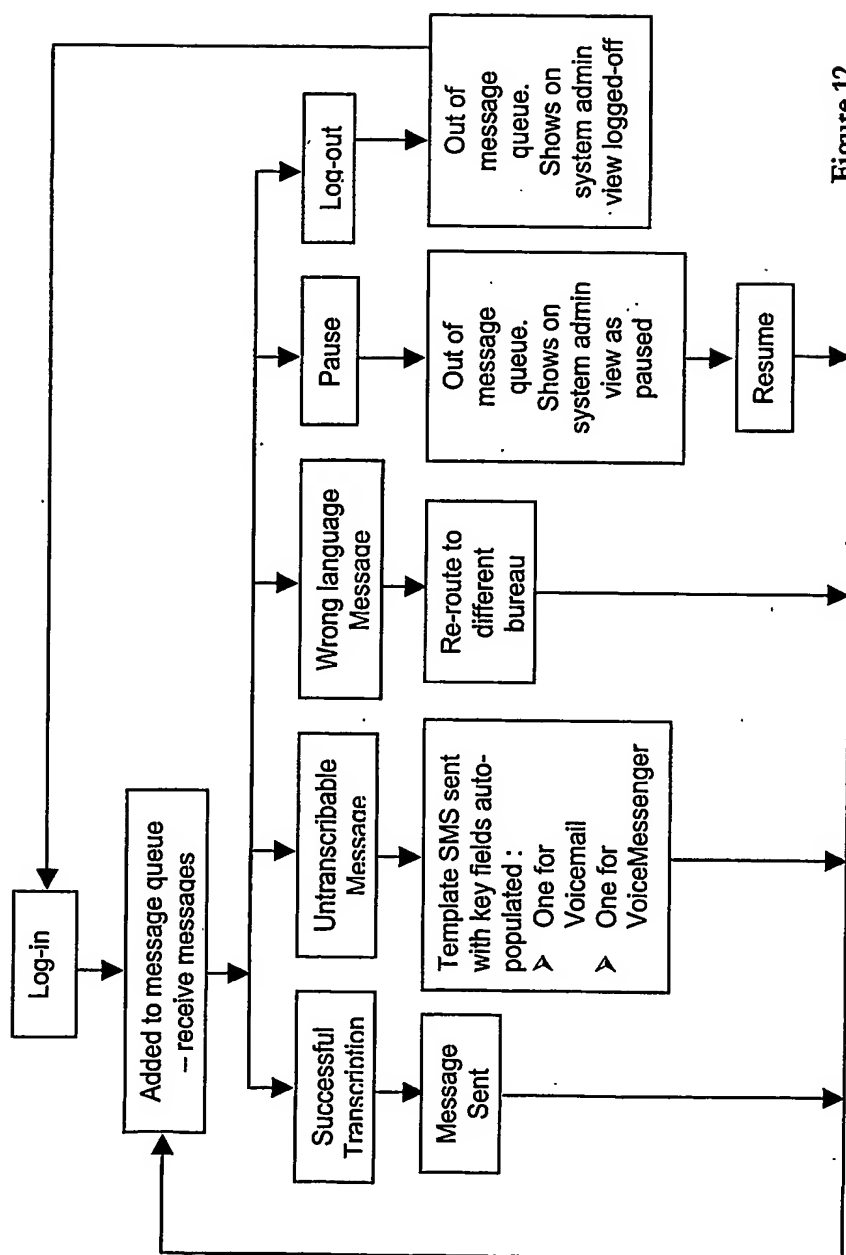 Log-in
Added to message queue
– receive messages
Successful
Transcription
Untranscribable
Message
Wrong language
Message
Pause
Log-out
Message
Sent
Template SMS sent
with key fields auto-
populated :
➢ One for
Voicemail
➢ One for
VoiceMessenger
Re-route to
different
bureau
Out of
message
queue.
Shows on
system admin
view as
paused
Out of
message
queue.
Shows on
system admin
view logged-off
Resume
Figure 12